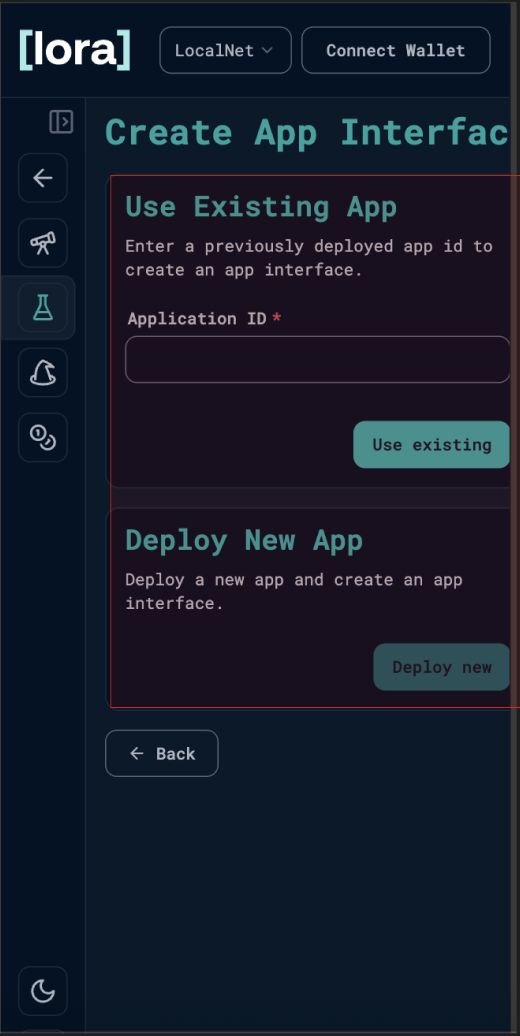 [lora]
LocalNet
Connect Wallet
Create App Interfac
Use Existing App
Enter a previously deployed app id to
create an app interface.
Application ID *
Use existing
Deploy New App
Deploy a new app and create an app
interface.
Deploy new
Back